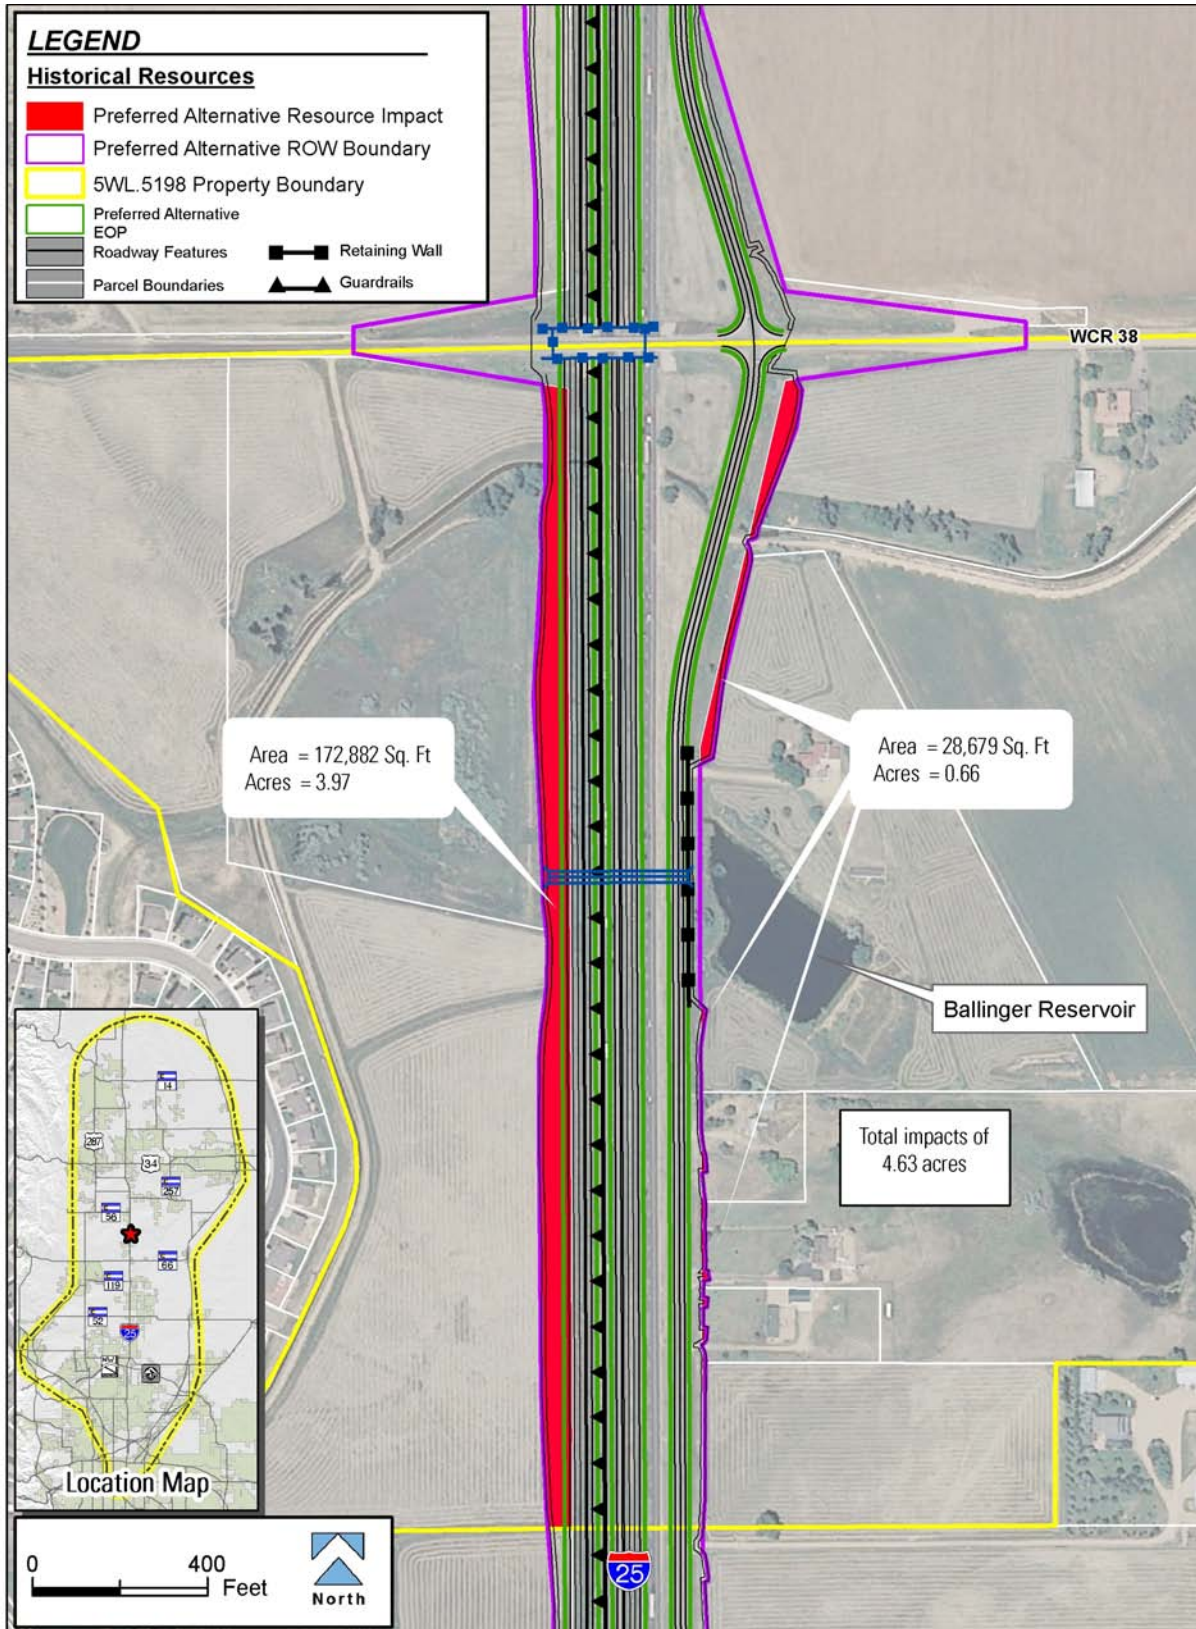 LEGEND
Historical Resources
Preferred Alternative Resource Impact
Preferred Alternative ROW Boundary
5WL.5198 Property Boundary
Preferred Alternative
EOP
Roadway Features
Retaining Wall
Parcel Boundaries
Guardrails
WCR 38
Area = 172,882 Sq. Ft
Acres = 3.97
Area = 28,679 Sq. Ft
Acres = 0.66
Ballinger Reservoir
Total impacts of
4.63 acres
14
287
34
257
56
66
119
52
25
Location Map
0 400
Feet
North
25